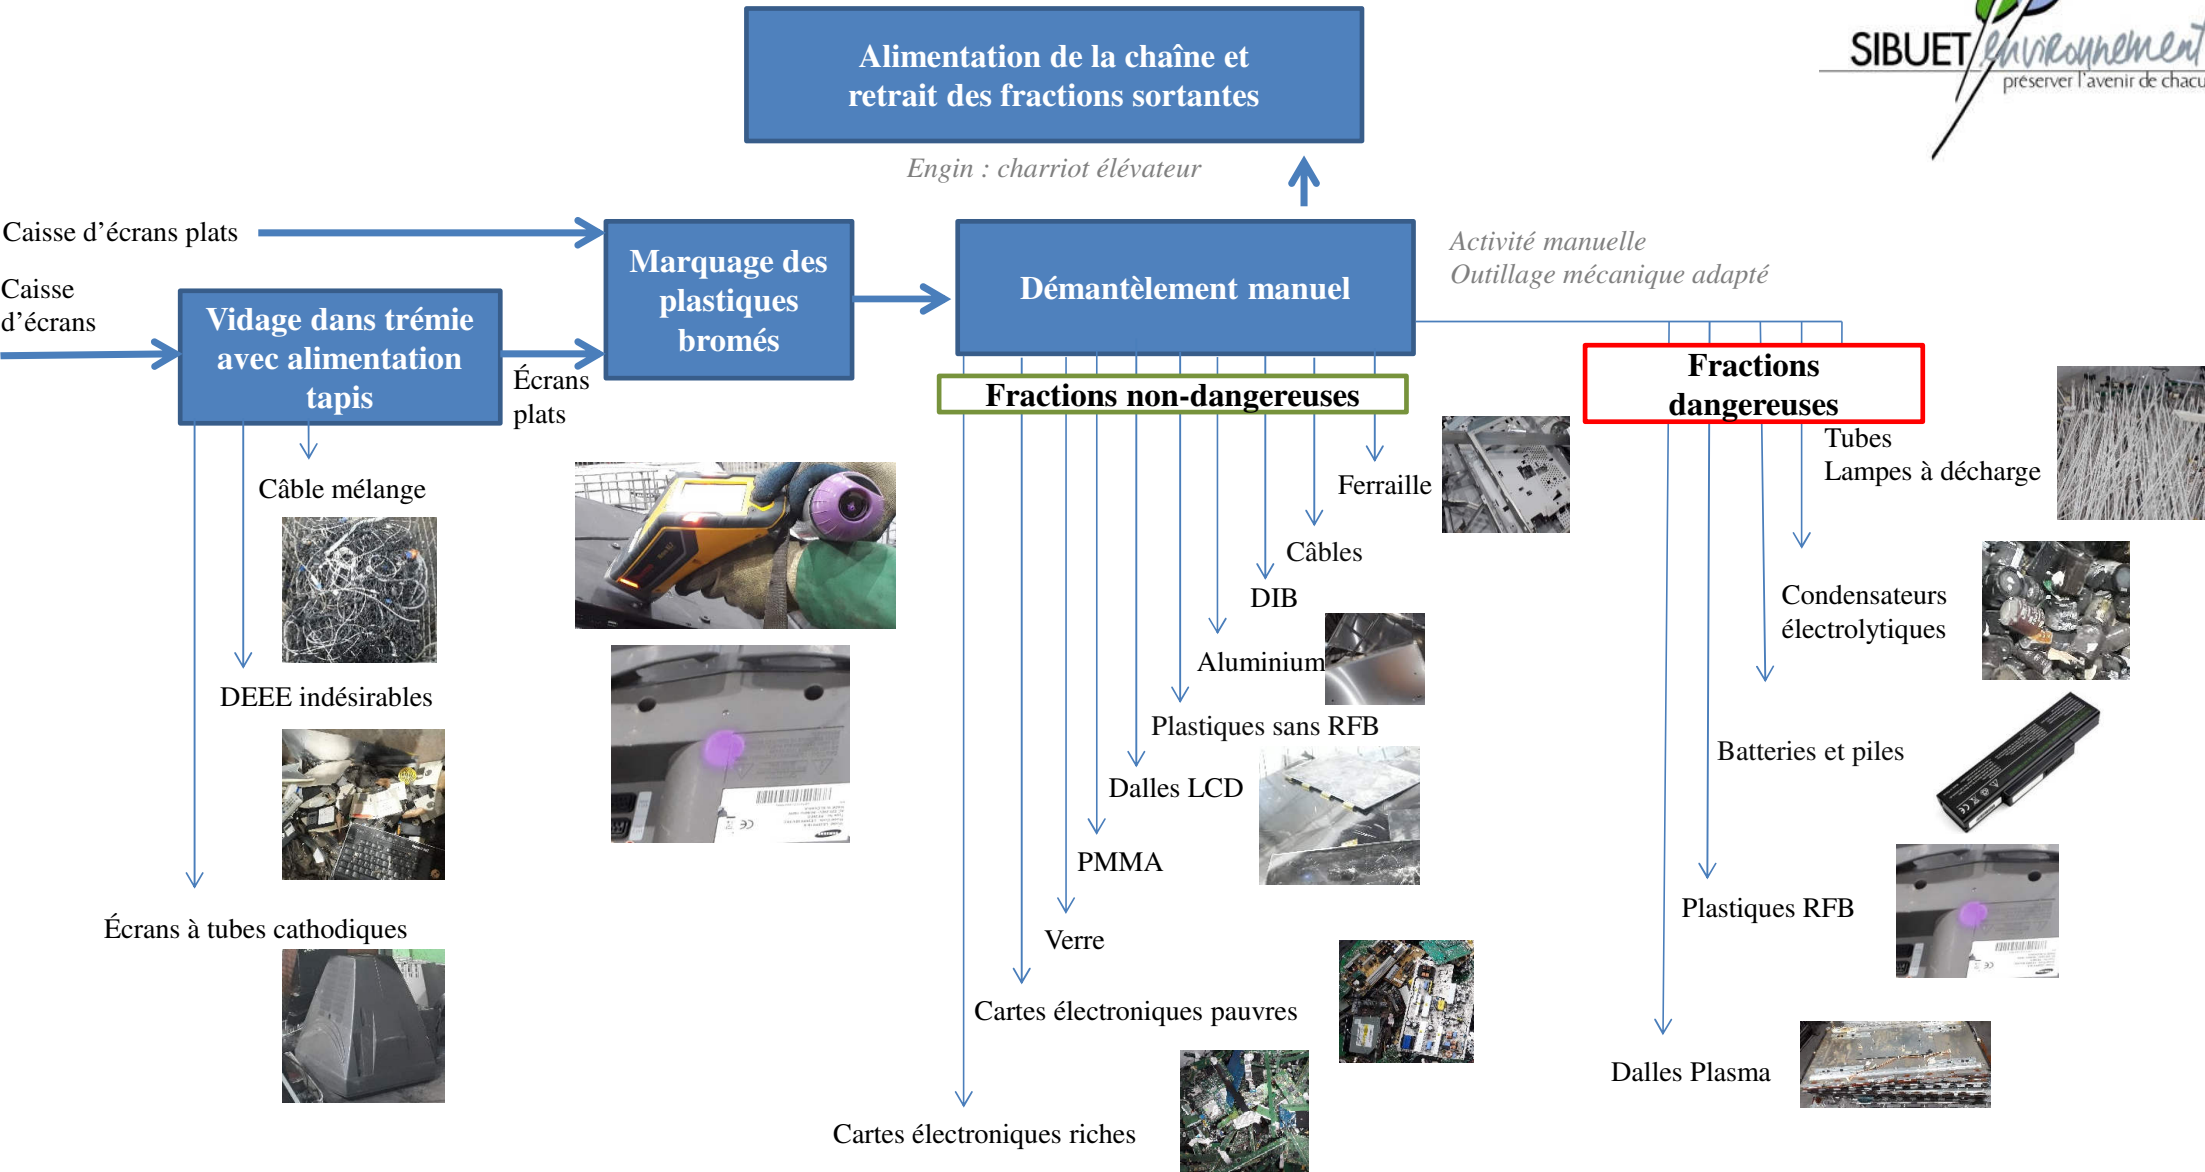 Alimentation de la chaîne et
retrait des fractions sortantes
SIBUET environnement
préserver l'avenir de chacu
Engin : charriot élévateur
Caisse d'écrans plats
Caisse
d'écrans
Vidage dans trémie
avec alimentation
tapis
Écrans
plats
Marquage des
plastiques
bromés
Démantèlement manuel
Activité manuelle
Outillage mécanique adapté
Fractions non-dangereuses
Fractions
dangereuses
Câble mélange
DEEE indésirables
Écrans à tubes cathodiques
Ferraille
Câbles
DIB
Aluminium
Plastiques sans RFB
Dalles LCD
PMMA
Verre
Cartes électroniques pauvres
Cartes électroniques riches
Tubes
Lampes à décharge
Condensateurs
électrolytiques
Batteries et piles
Plastiques RFB
Dalles Plasma